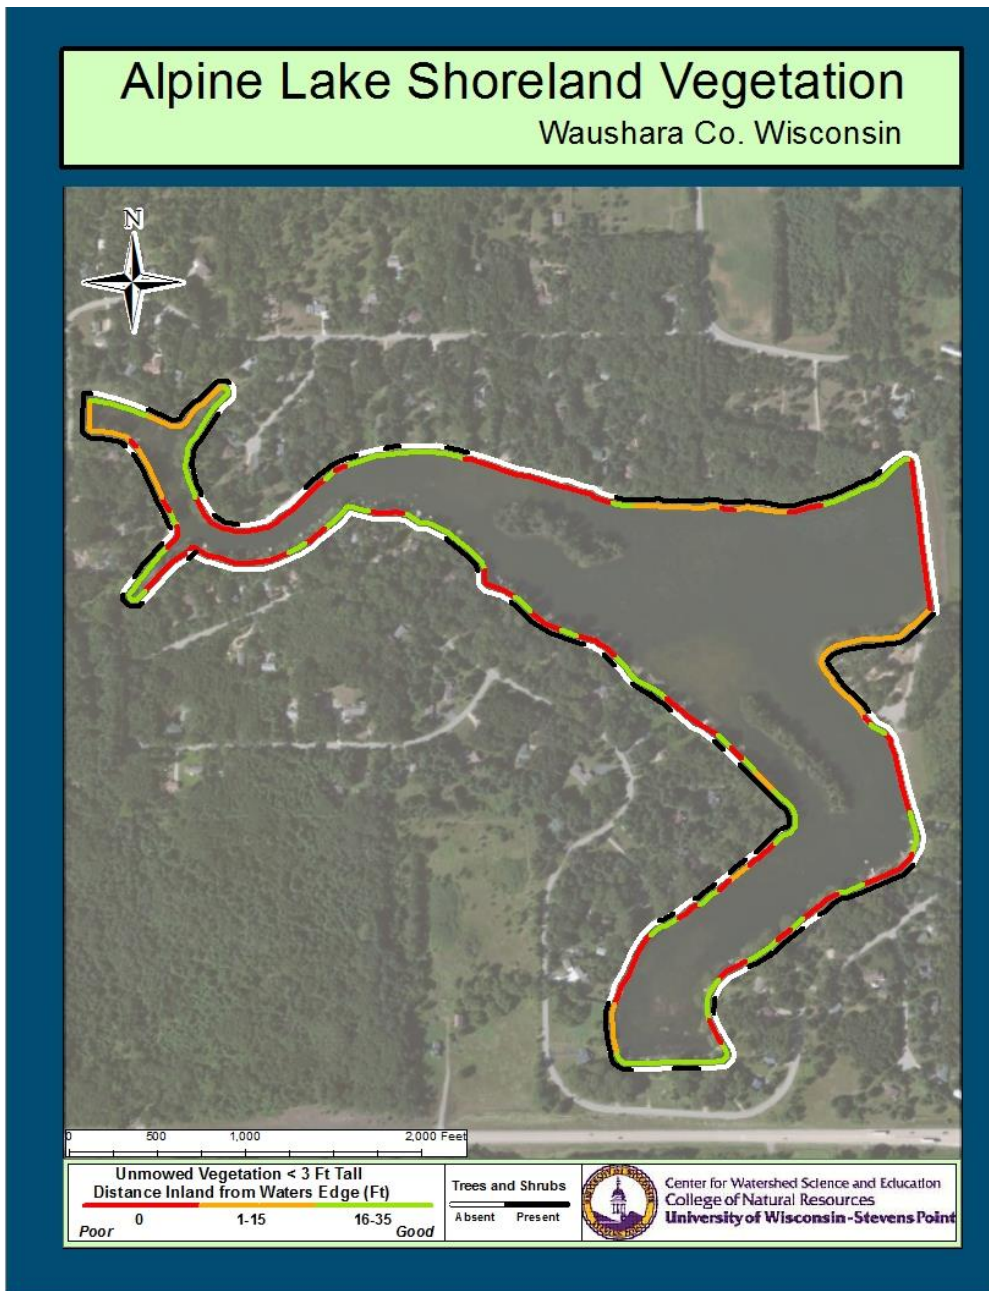 Alpine Lake Shoreland Vegetation
Waushara Co. Wisconsin
N
0 500 1,000 2,000 Feet
Unmowed Vegetation < 3 Ft Tall
Distance Inland from Waters Edge (Ft)
0 1-15 16-35
Poor Good
Trees and Shrubs
Absent Present
Center for Watershed Science and Education
College of Natural Resources
University of Wisconsin-Stevens Point